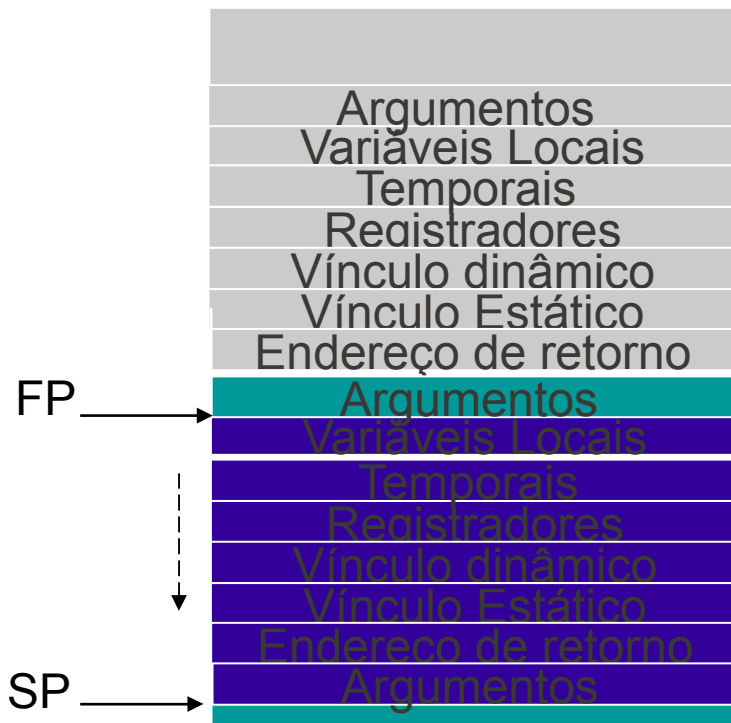 Argumentos
Variáveis Locais
Temporais
Registradores
Vínculo dinâmico
Vínculo Estático
Endereço de retorno
FP
Argumentos
Variáveis Locais
Temporais
Registradores
Vínculo dinâmico
Vínculo Estático
Endereço de retorno
SP
Argumentos